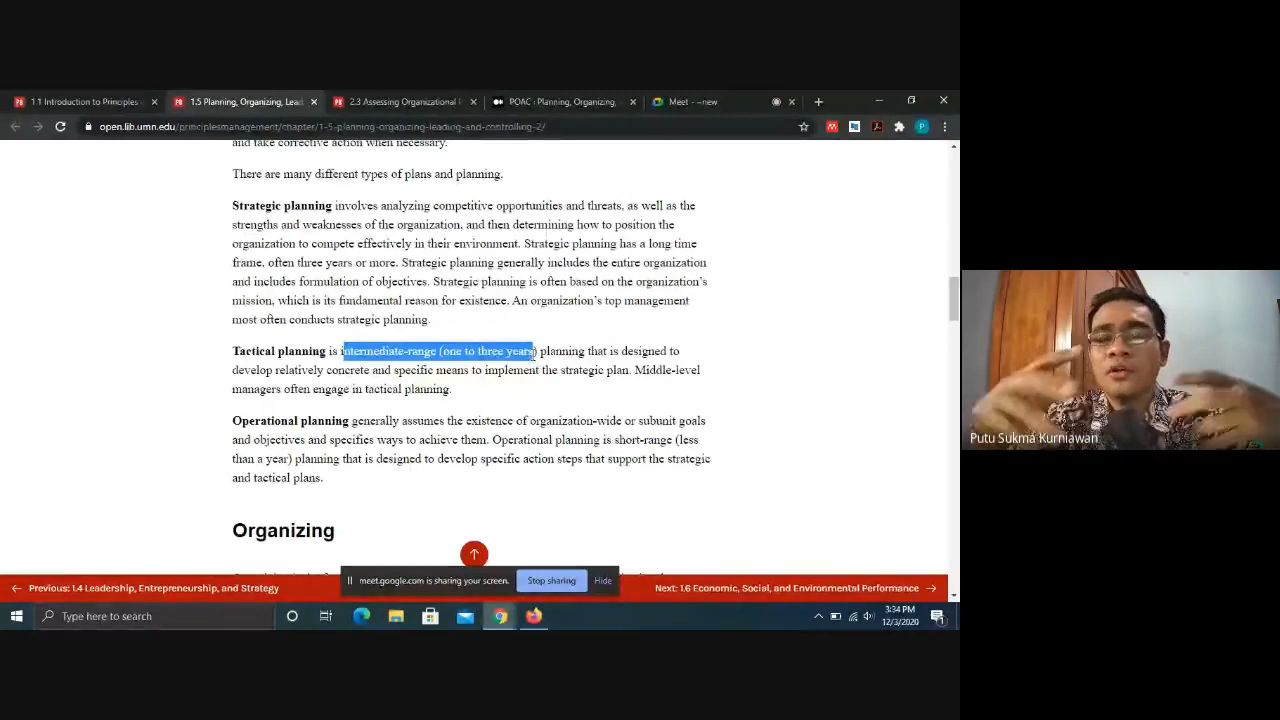 1.1 Introduction to Principles
1.5 Planning, Organizing, Lead
2.3 Assessing Organizational
POAC : Planning, Organizing,
Meet - --new
open.lib.umn.edu/principlesmanagement/chapter/1-5-planning-organizing-leading-and-controlling-2/
P
and take corrective action when necessary.
There are many different types of plans and planning.
Strategic planning involves analyzing competitive opportunities and threats, as well as the
strengths and weaknesses of the organization, and then determining how to position the
organization to compete effectively in their environment. Strategic planning has a long time
frame, often three years or more. Strategic planning generally includes the entire organization
and includes formulation of objectives. Strategic planning is often based on the organization's
mission, which is its fundamental reason for existence. An organization's top management
most often conducts strategic planning.
Tactical planning is intermediate-range (one to three years) planning that is designed to
develop relatively concrete and specific means to implement the strategic plan. Middle-level
managers often engage in tactical planning.
Operational planning generally assumes the existence of organization-wide or subunit goals
and objectives and specifies ways to achieve them. Operational planning is short-range (less
than a year) planning that is designed to develop specific action steps that support the strategic
and tactical plans.
Organizing
meet.google.com is sharing your screen. Stop sharing Hide
← Previous: 1.4 Leadership, Entrepreneurship, and Strategy
Next: 1.6 Economic, Social, and Environmental Performance →
Type here to search
3:34 PM
12/3/2020
Putu Sukma Kurniawan